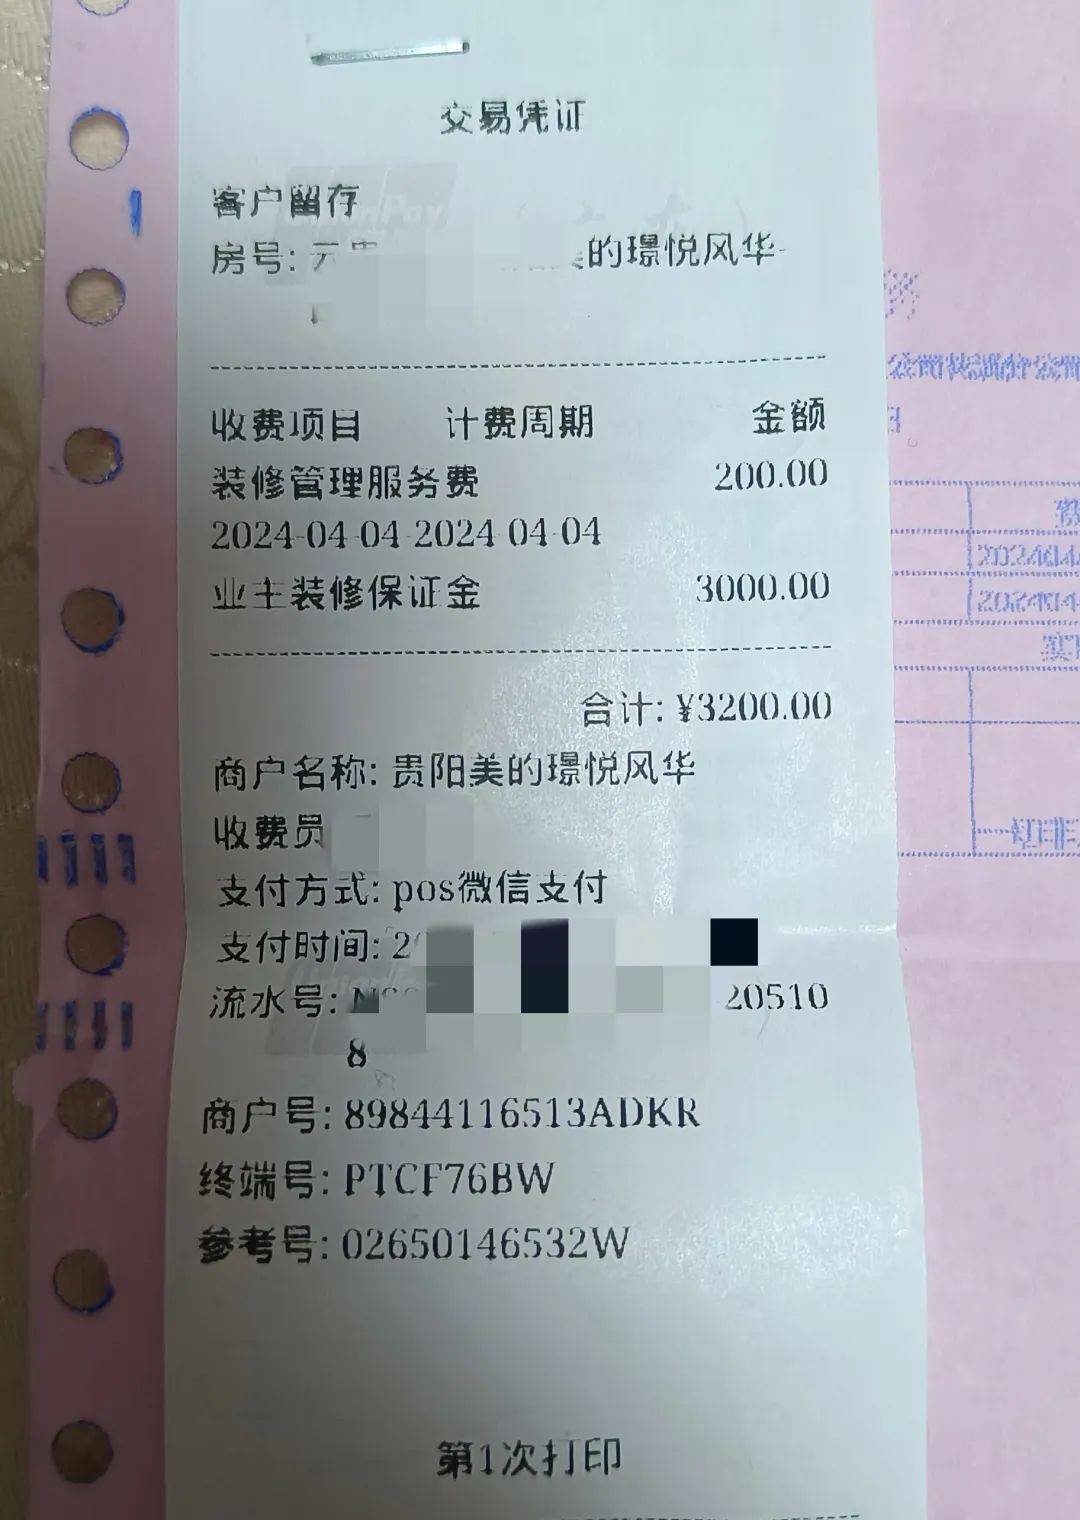 交易凭证
客户留存
房号: 的璟悦风华-
收费项目 计费周期 金额
装修管理服务费 200.00
2024-04-04-2024-04-04
业主装修保证金 3000.00
合计: ¥3200.00
商户名称: 贵阳美的璟悦风华
收费员
支付方式: pos微信支付
支付时间: 2
流水号: 20510
8
商户号: 89844116513ADKR
终端号: PTCF76BW
参考号: 02650146532W
第1次打印